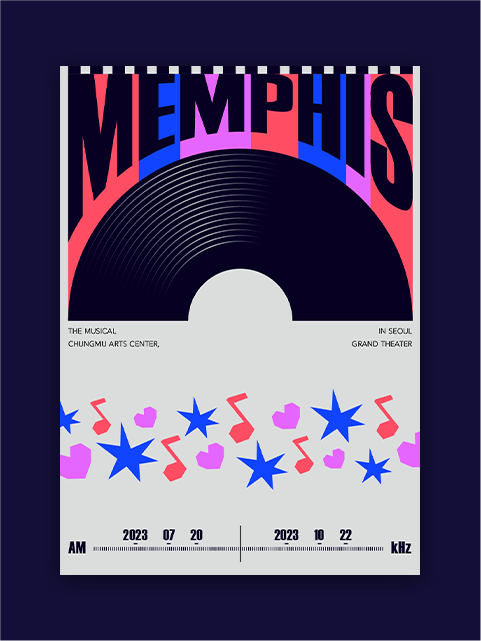 MEMPHIS
THE MUSICAL IN SEOUL
CHUNGMU ARTS CENTER, GRAND THEATER
2023 07 20 2023 10 22
AM kHz